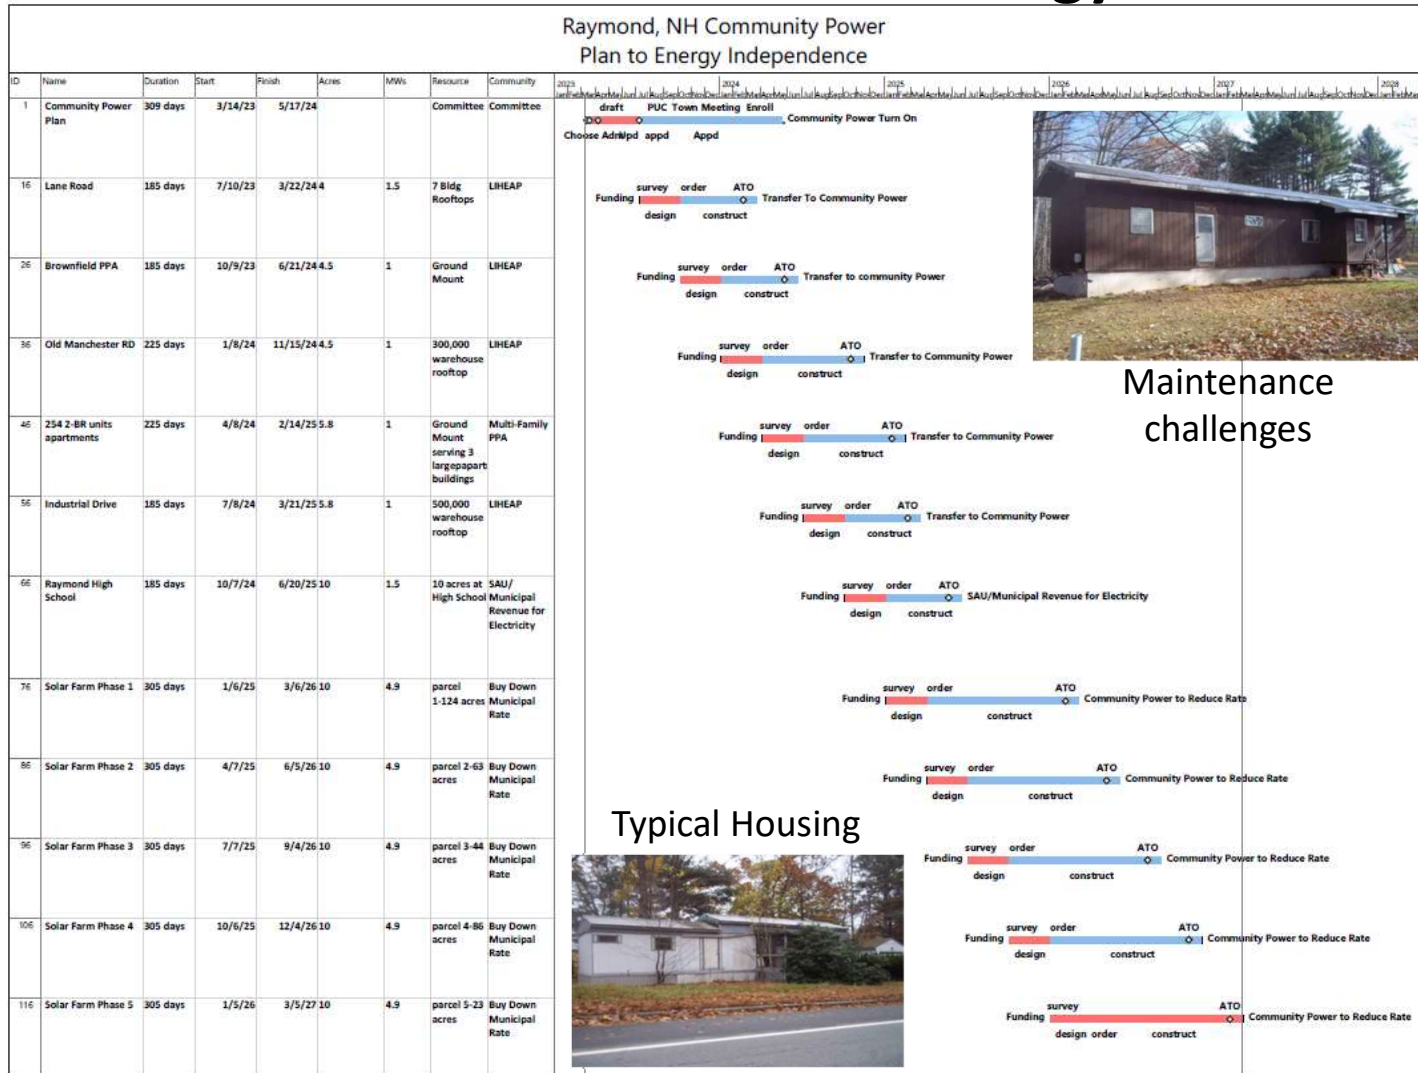 Raymond, NH Community Power
Plan to Energy Independence
ID Name Duration Start Finish Acres MWs Resource Community
2023 2024 2025 2026 2027 2028
1 Community Power 309 days 3/14/23 5/17/24 Committee Committee
Plan
draft PUC Town Meeting Enroll
Community Power Turn On
appd Appd
16 Lane Road 185 days 7/10/23 3/22/24 4 1.5 7 Bldg LIHEAP
Rooftops
survey order ATO
Funding Transfer To Community Power
design construct
26 Brownfield PPA 185 days 10/9/23 6/21/24 4.5 1 Ground LIHEAP
Mount
survey order ATO
Funding Transfer to community Power
design construct
36 Old Manchester RD 225 days 1/8/24 11/15/24 4.5 1 300,000 LIHEAP
warehouse
rooftop
survey order ATO
Funding Transfer to Community Power
design construct
Maintenance
challenges
46 254 2-BR units 225 days 4/8/24 2/14/25 5.8 1 Ground Multi-Family
apartments Mount PPA
serving 3
largepapart
buildings
survey order ATO
Funding Transfer to Community Power
design construct
56 Industrial Drive 185 days 7/8/24 3/21/25 5.8 1 500,000 LIHEAP
warehouse
rooftop
survey order ATO
Funding Transfer to Community Power
design construct
66 Raymond High 185 days 10/7/24 6/20/25 10 1.5 10 acres at SAU/
School High School Municipal
Revenue for
Electricity
survey order ATO
Funding SAU/Municipal Revenue for Electricity
design construct
76 Solar Farm Phase 1 305 days 1/6/25 3/6/26 10 4.9 parcel Buy Down
1-124 acres Municipal
Rate
survey order ATO
Funding Community Power to Reduce Rate
design construct
86 Solar Farm Phase 2 305 days 4/7/25 6/5/26 10 4.9 parcel 2-63 Buy Down
acres Municipal
Rate
survey order ATO
Funding Community Power to Reduce Rate
design construct
Typical Housing
96 Solar Farm Phase 3 305 days 7/7/25 9/4/26 10 4.9 parcel 3-44 Buy Down
acres Municipal
Rate
survey order ATO
Funding Community Power to Reduce Rate
design construct
106 Solar Farm Phase 4 305 days 10/6/25 12/4/26 10 4.9 parcel 4-86 Buy Down
acres Municipal
Rate
survey order ATO
Funding Community Power to Reduce Rate
design construct
116 Solar Farm Phase 5 305 days 1/5/26 3/5/27 10 4.9 parcel 5-23 Buy Down
acres Municipal
Rate
survey ATO
Funding Community Power to Reduce Rate
design order construct